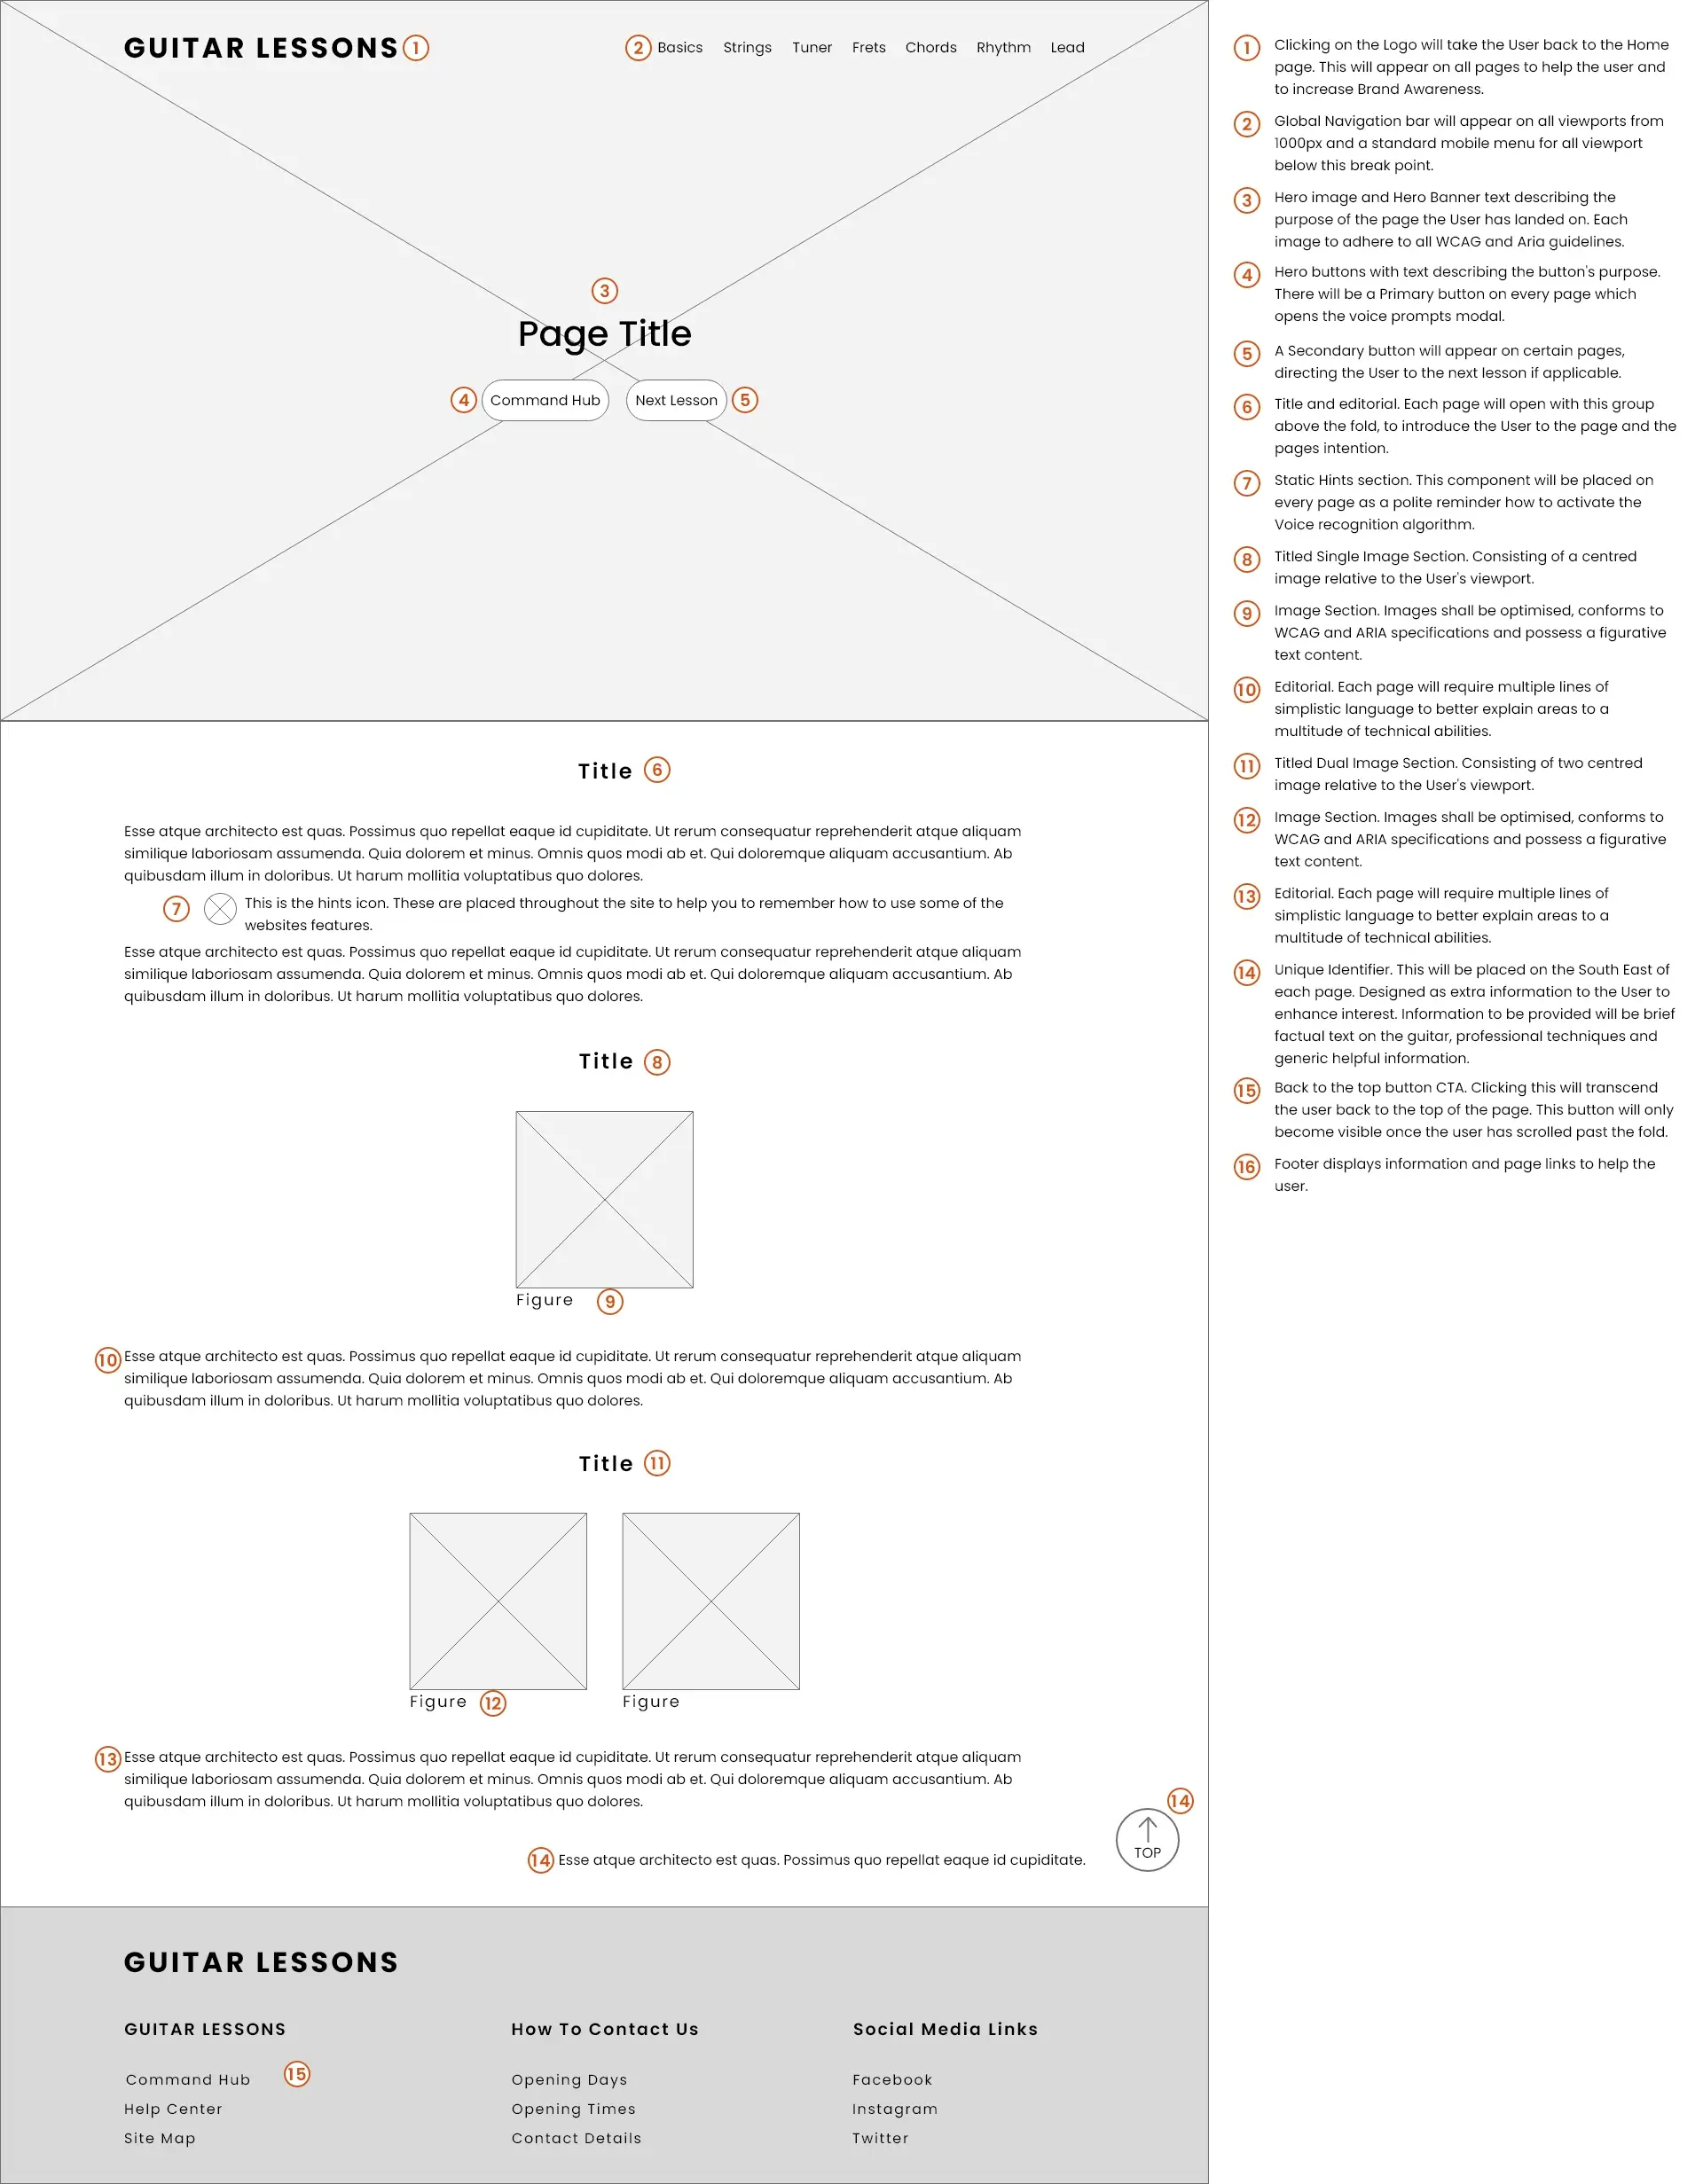 GUITAR LESSONS 1
2 Basics Strings Tuner Frets Chords Rhythm Lead
3
Page Title
4 Command Hub Next Lesson 5
Title 6
Esse atque architecto est quas. Possimus quo repellat eaque id cupiditate. Ut rerum consequatur reprehenderit atque aliquam
similique laboriosam assumenda. Quia dolorem et minus. Omnis quos modi ab et. Qui doloremque aliquam accusantium. Ab
quibusdam illum in doloribus. Ut harum mollitia voluptatibus quo dolores.
7 This is the hints icon. These are placed throughout the site to help you to remember how to use some of the
websites features.
Esse atque architecto est quas. Possimus quo repellat eaque id cupiditate. Ut rerum consequatur reprehenderit atque aliquam
similique laboriosam assumenda. Quia dolorem et minus. Omnis quos modi ab et. Qui doloremque aliquam accusantium. Ab
quibusdam illum in doloribus. Ut harum mollitia voluptatibus quo dolores.
Title 8
Figure 9
10 Esse atque architecto est quas. Possimus quo repellat eaque id cupiditate. Ut rerum consequatur reprehenderit atque aliquam
similique laboriosam assumenda. Quia dolorem et minus. Omnis quos modi ab et. Qui doloremque aliquam accusantium. Ab
quibusdam illum in doloribus. Ut harum mollitia voluptatibus quo dolores.
Title 11
Figure 12 Figure
13 Esse atque architecto est quas. Possimus quo repellat eaque id cupiditate. Ut rerum consequatur reprehenderit atque aliquam
similique laboriosam assumenda. Quia dolorem et minus. Omnis quos modi ab et. Qui doloremque aliquam accusantium. Ab
quibusdam illum in doloribus. Ut harum mollitia voluptatibus quo dolores.
14
TOP
14 Esse atque architecto est quas. Possimus quo repellat eaque id cupiditate.
GUITAR LESSONS
GUITAR LESSONS
Command Hub 15
Help Center
Site Map
How To Contact Us
Opening Days
Opening Times
Contact Details
Social Media Links
Facebook
Instagram
Twitter
1 Clicking on the Logo will take the User back to the Home
page. This will appear on all pages to help the user and
to increase Brand Awareness.
2 Global Navigation bar will appear on all viewports from
1000px and a standard mobile menu for all viewport
below this break point.
3 Hero image and Hero Banner text describing the
purpose of the page the User has landed on. Each
image to adhere to all WCAG and Aria guidelines.
4 Hero buttons with text describing the button's purpose.
There will be a Primary button on every page which
opens the voice prompts modal.
5 A Secondary button will appear on certain pages,
directing the User to the next lesson if applicable.
6 Title and editorial. Each page will open with this group
above the fold, to introduce the User to the page and the
pages intention.
7 Static Hints section. This component will be placed on
every page as a polite reminder how to activate the
Voice recognition algorithm.
8 Titled Single Image Section. Consisting of a centred
image relative to the User's viewport.
9 Image Section. Images shall be optimised, conforms to
WCAG and ARIA specifications and possess a figurative
text content.
10 Editorial. Each page will require multiple lines of
simplistic language to better explain areas to a
multitude of technical abilities.
11 Titled Dual Image Section. Consisting of two centred
image relative to the User's viewport.
12 Image Section. Images shall be optimised, conforms to
WCAG and ARIA specifications and possess a figurative
text content.
13 Editorial. Each page will require multiple lines of
simplistic language to better explain areas to a
multitude of technical abilities.
14 Unique Identifier. This will be placed on the South East of
each page. Designed as extra information to the User to
enhance interest. Information to be provided will be brief
factual text on the guitar, professional techniques and
generic helpful information.
15 Back to the top button CTA. Clicking this will transcend
the user back to the top of the page. This button will only
become visible once the user has scrolled past the fold.
16 Footer displays information and page links to help the
user.